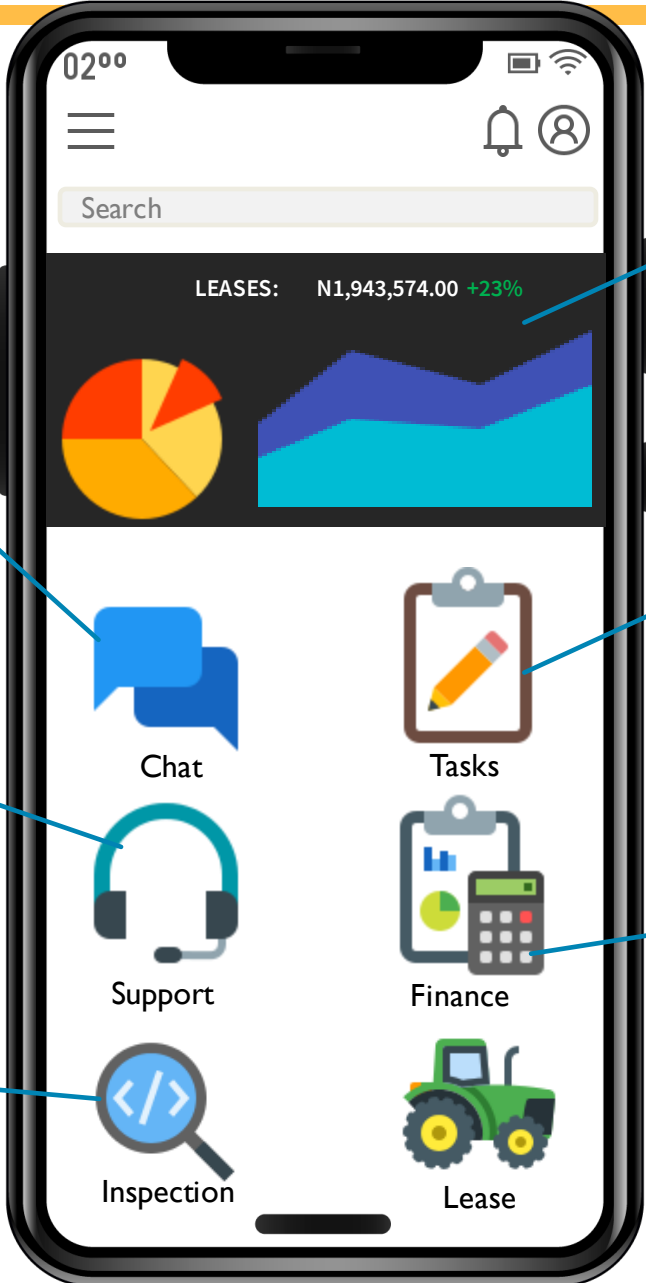 02⁰⁰
Search
LEASES: N1,943,574.00 +23%
Chat Tasks
Support Finance
Inspection Lease